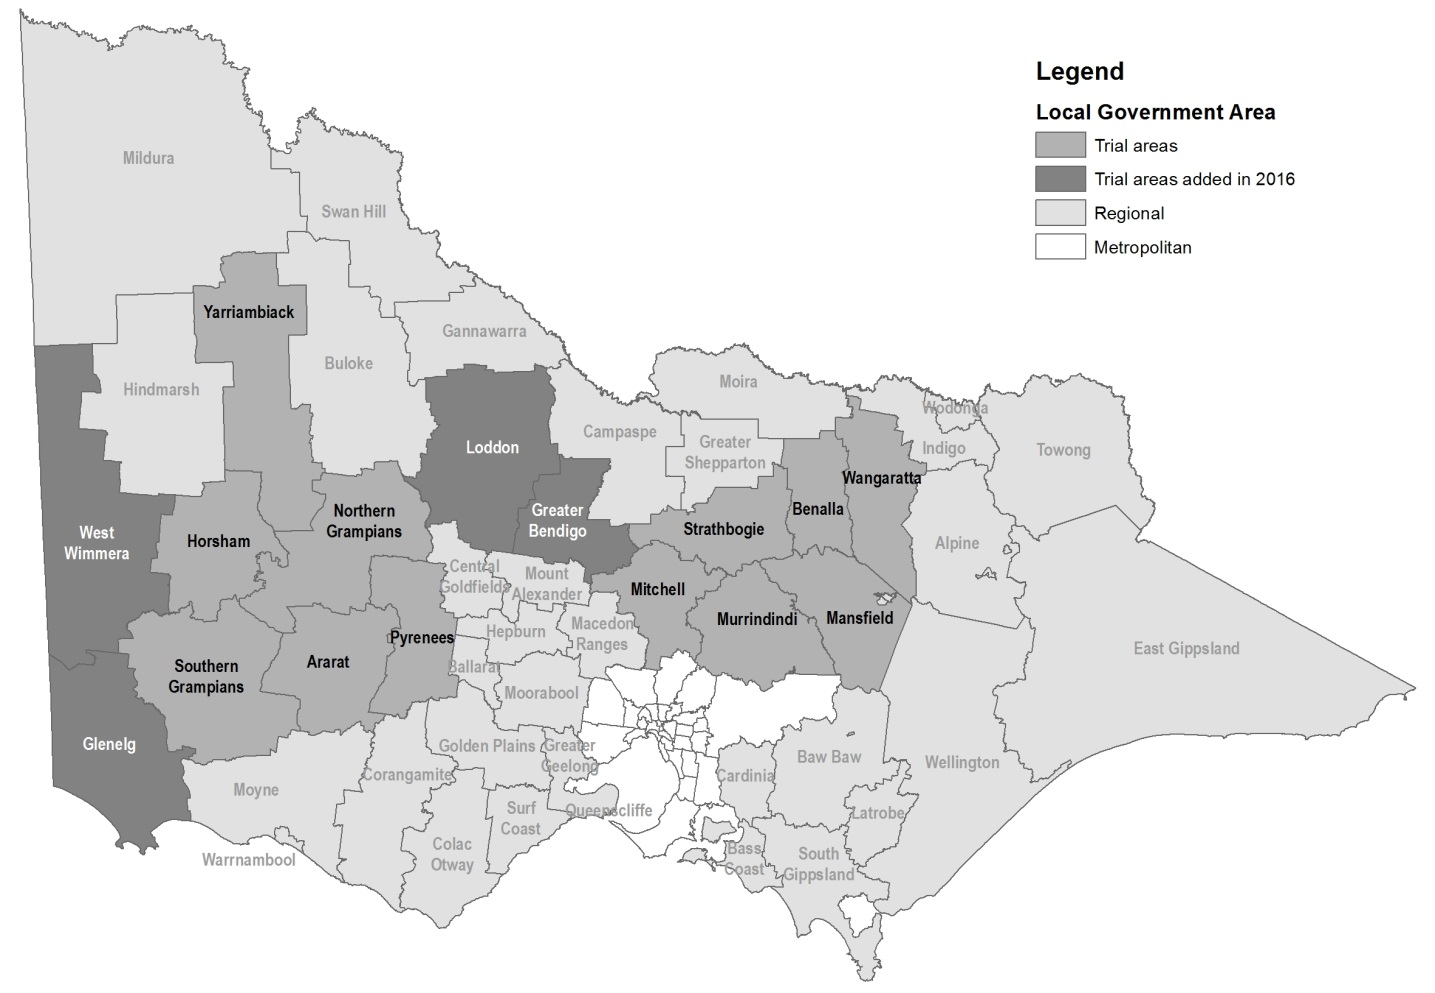 Legend
Local Government Area
Trial areas
Trial areas added in 2016
Regional
Metropolitan
Mildura
Swan Hill
Yarriambiack
Gannawarra
Buloke
Hindmarsh
Moira
Wodonga
Campaspe
Greater
Shepparton
Indigo
Towong
Loddon
Wangaratta
Northern
Grampians
Greater
Bendigo
Benalla
Strathbogie
West
Wimmera
Horsham
Alpine
Central
Goldfields
Mount
Alexander
Mitchell
Murrindindi
Mansfield
Hepburn
Macedon
Ranges
Pyrenees
East Gippsland
Southern
Grampians
Ararat
Ballarat
Moorabool
Glenelg
Golden Plains
Greater
Geelong
Baw Baw
Wellington
Corangamite
Cardinia
Moyne
Surf
Coast
Queenscliffe
Latrobe
Warrnambool
Colac
Otway
Bass
Coast
South
Gippsland